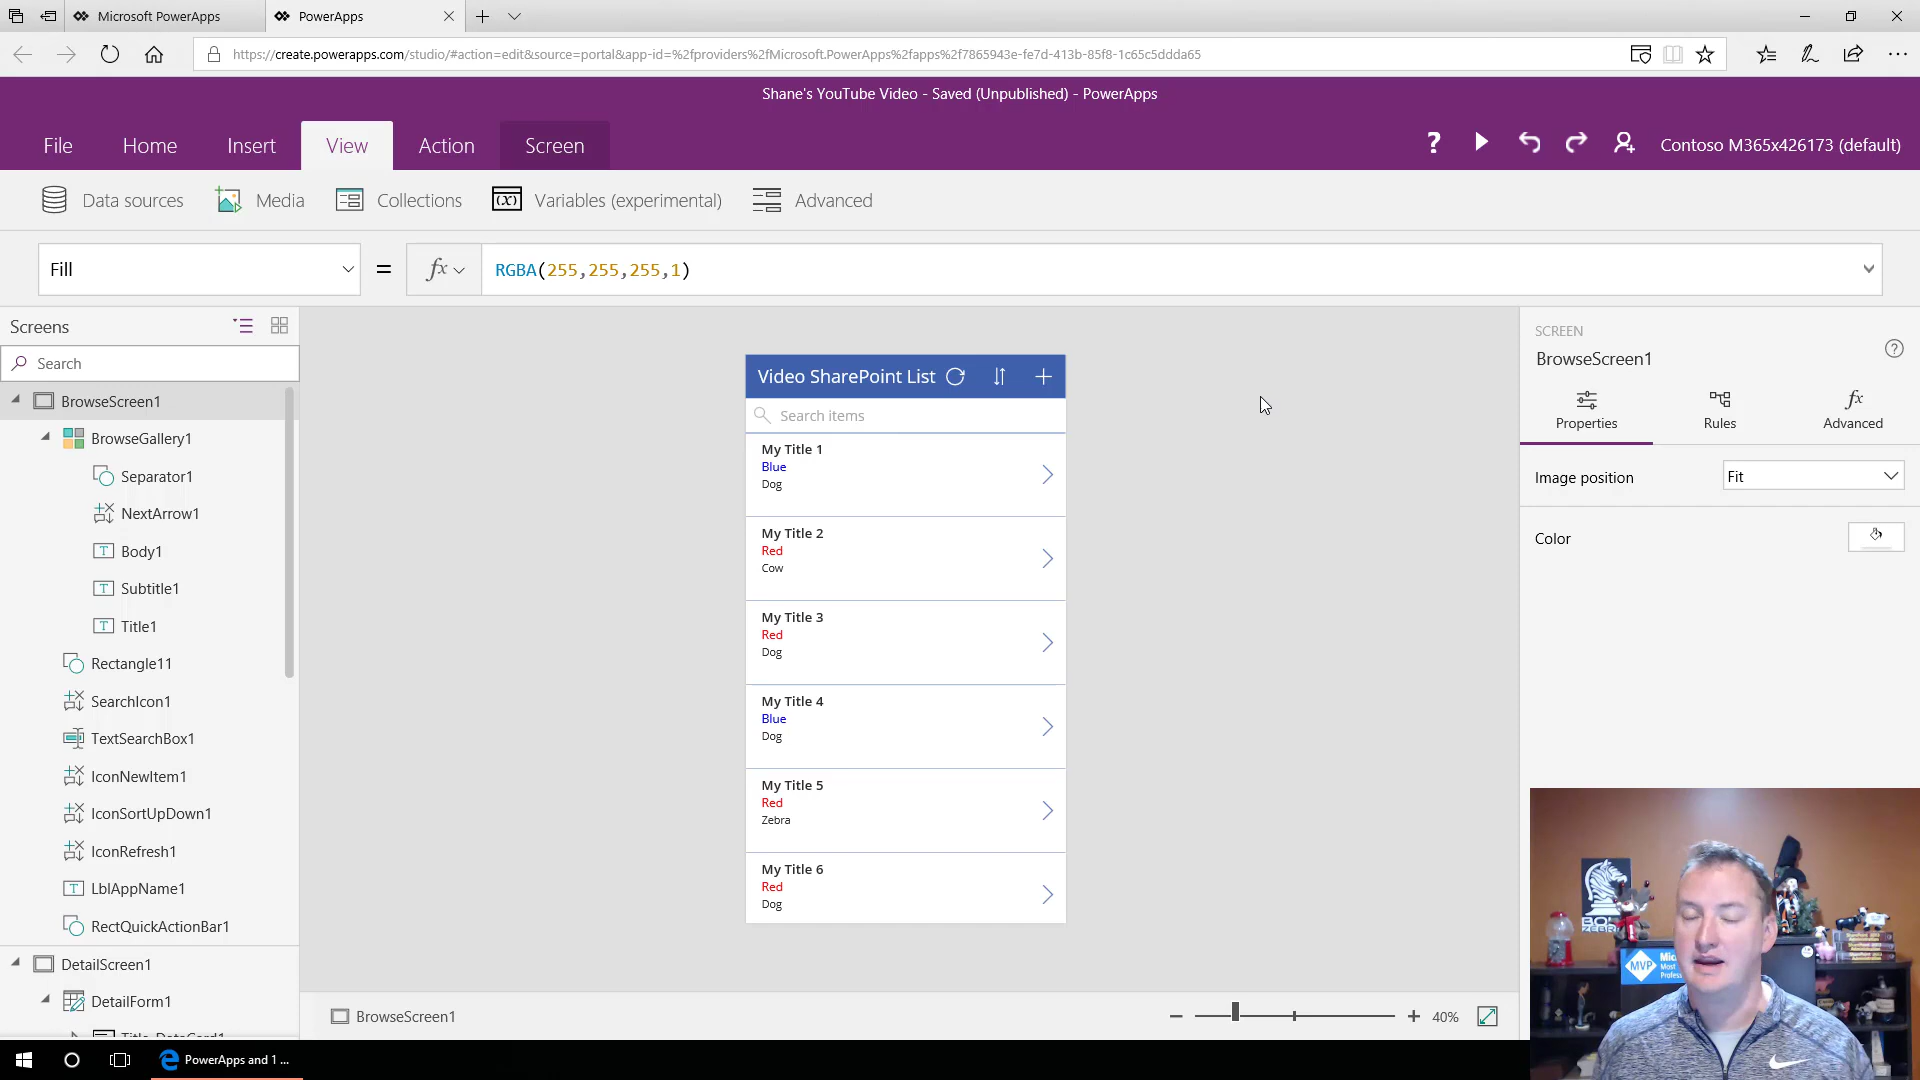 Microsoft PowerApps
PowerApps
https://create.powerapps.com/studio/#action=edit&source=portal&app-id=%2fproviders%2fMicrosoft.PowerApps%2fapps%2f7865943e-fe7d-413b-85f8-1c65c5ddda65
Shane's YouTube Video - Saved (Unpublished) - PowerApps
File Home Insert View Action Screen
? Contoso M365x426173 (default)
Data sources Media Collections (x) Variables (experimental) Advanced
Fill = fx RGBA(255,255,255,1)
Screens
Search
BrowseScreen1
BrowseGallery1
Separator1
NextArrow1
Body1
Subtitle1
Title1
Rectangle11
SearchIcon1
TextSearchBox1
IconNewItem1
IconSortUpDown1
IconRefresh1
LblAppName1
RectQuickActionBar1
DetailScreen1
DetailForm1
Video SharePoint List
Search items
My Title 1
Blue
Dog
My Title 2
Red
Cow
My Title 3
Red
Dog
My Title 4
Blue
Dog
My Title 5
Red
Zebra
My Title 6
Red
Dog
BrowseScreen1
40%
SCREEN
BrowseScreen1
Properties Rules Advanced
Image position Fit
Color
MVP
PowerApps and 1 ...